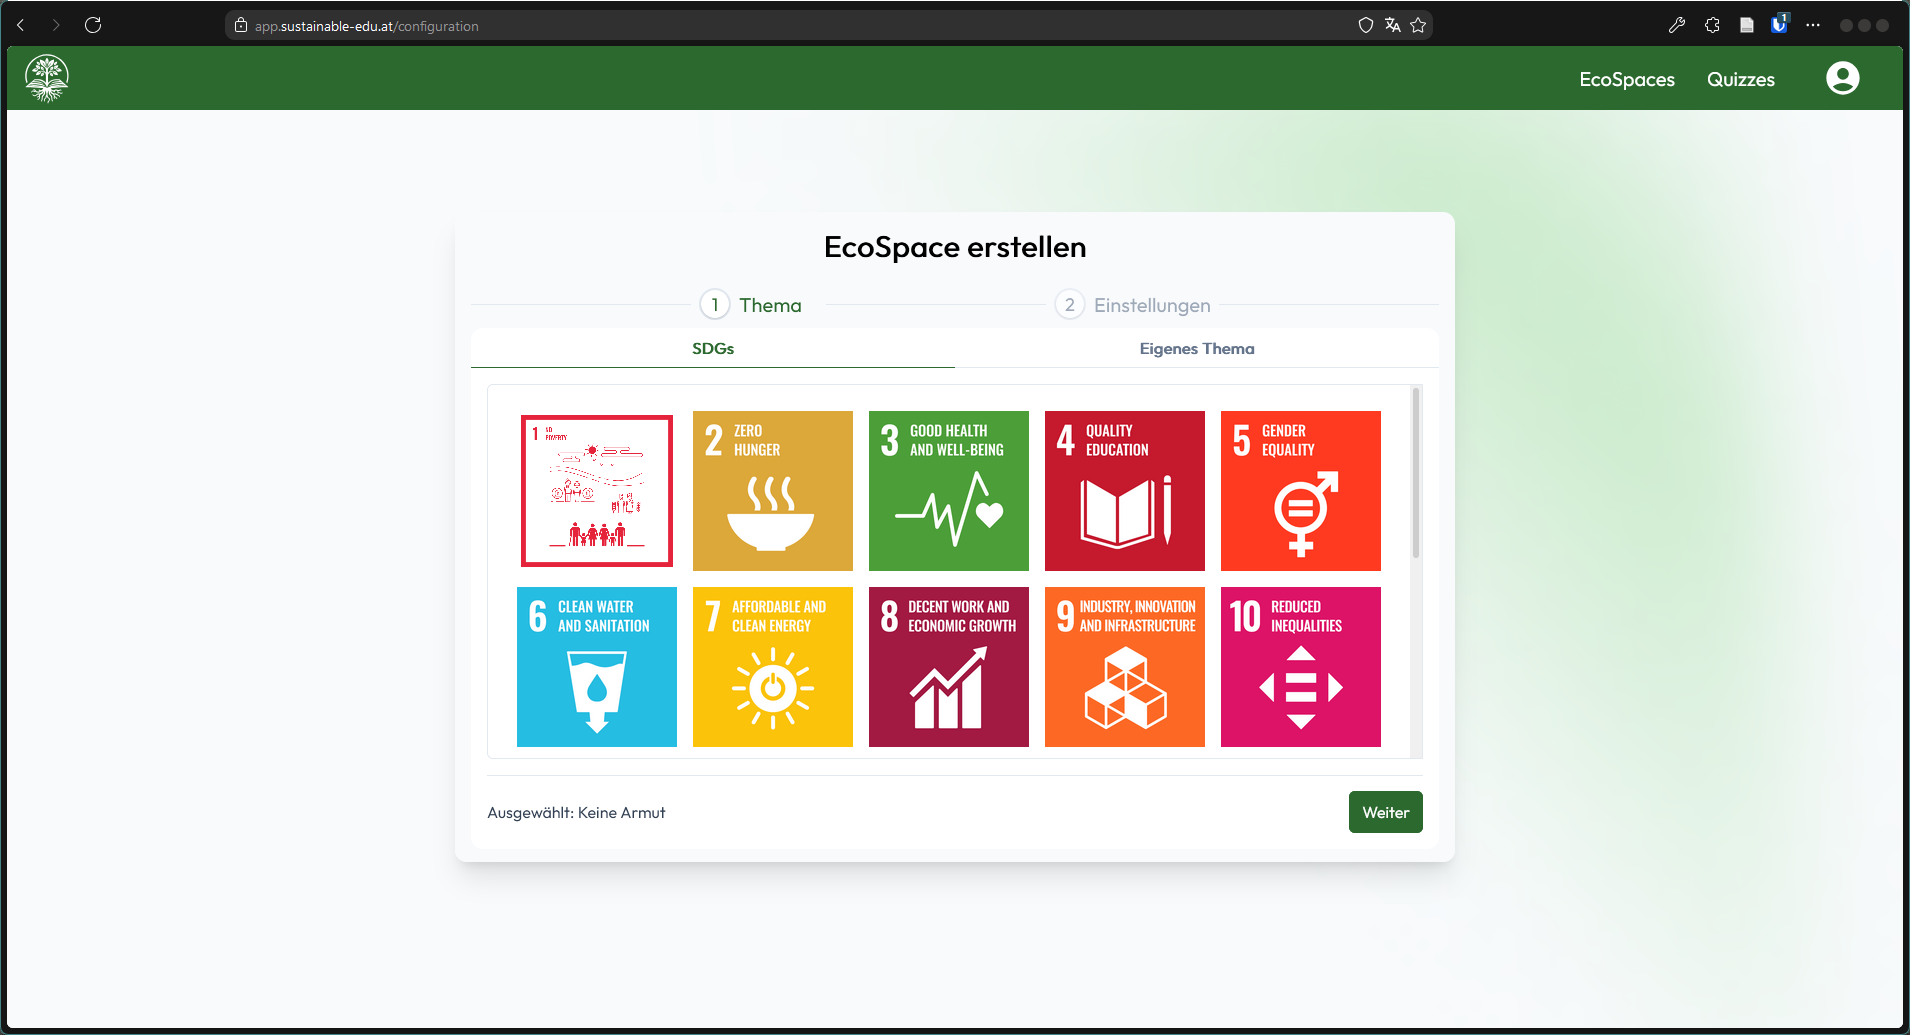 app.sustainable-edu.at/configuration
1
EcoSpaces
Quizzes
EcoSpace erstellen
1 Thema
2 Einstellungen
SDGs
Eigenes Thema
1 NO
POVERTY
2 ZERO
HUNGER
3 GOOD HEALTH
AND WELL-BEING
4 QUALITY
EDUCATION
5 GENDER
EQUALITY
6 CLEAN WATER
AND SANITATION
7 AFFORDABLE AND
CLEAN ENERGY
8 DECENT WORK AND
ECONOMIC GROWTH
9 INDUSTRY, INNOVATION
AND INFRASTRUCTURE
10 REDUCED
INEQUALITIES
Ausgewählt: Keine Armut
Weiter